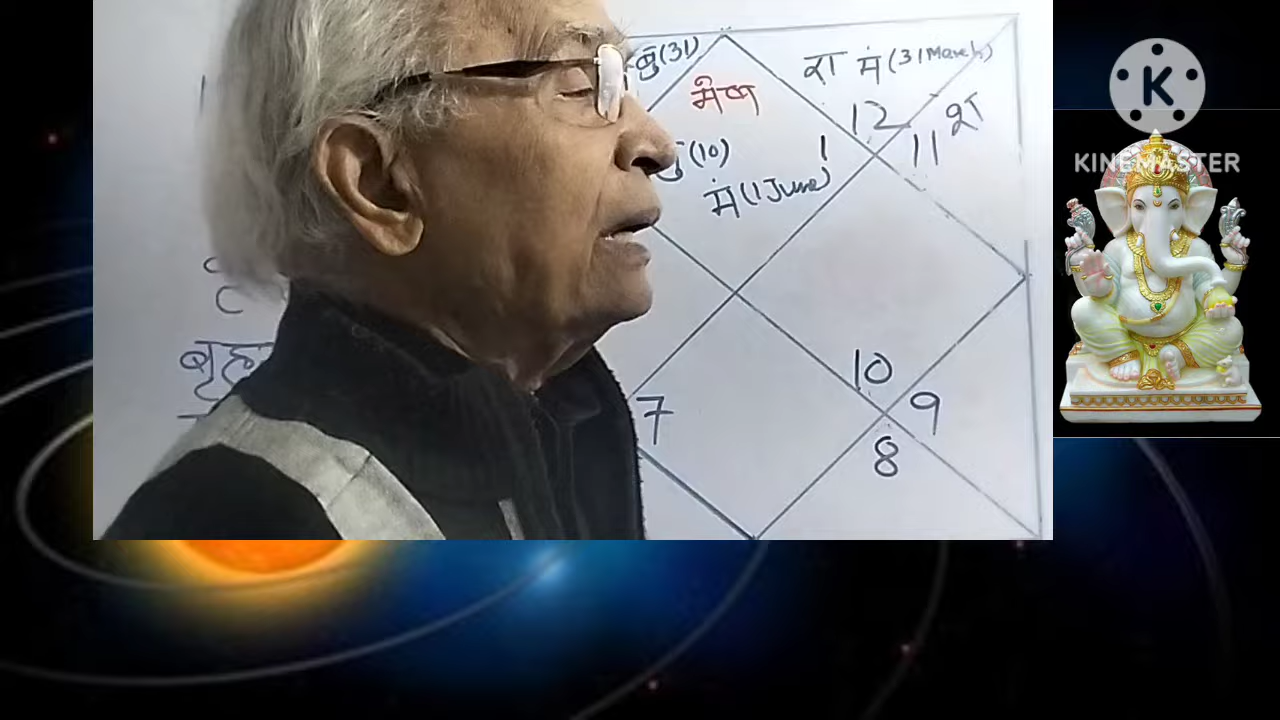 बु(31)
रा मं (31 March)
मेष
12
11 श
(10)
1
मं (1 June)
बृह
10
7
9
8
KINEMASTER